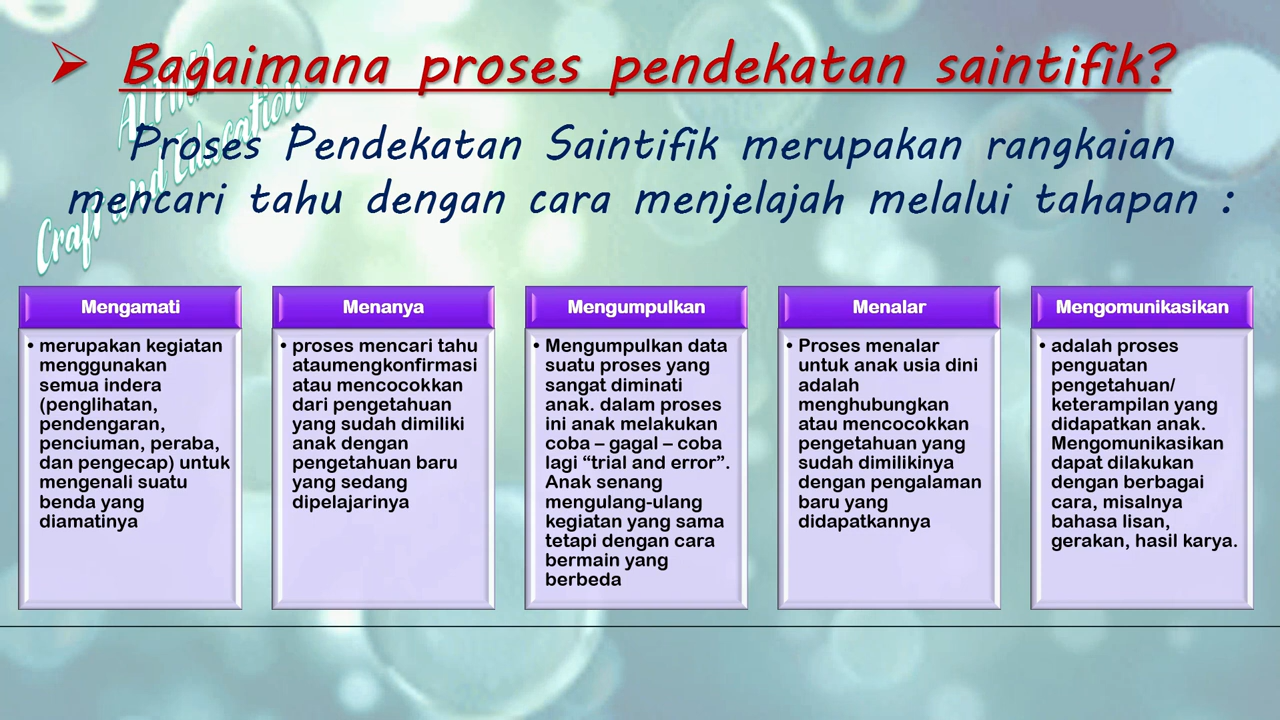 Bagaimana proses pendekatan saintifik?
Proses Pendekatan Saintifik merupakan rangkaian
mencari tahu dengan cara menjelajah melalui tahapan :
ALFINA
Craft and Education
Mengamati
• merupakan kegiatan
menggunakan
semua indera
(penglihatan,
pendengaran,
penciuman, peraba,
dan pengecap) untuk
mengenali suatu
benda yang
diamatinya
Menanya
• proses mencari tahu
ataumengkonfirmasi
atau mencocokkan
dari pengetahuan
yang sudah dimiliki
anak dengan
pengetahuan baru
yang sedang
dipelajarinya
Mengumpulkan
• Mengumpulkan data
suatu proses yang
sangat diminati
anak. dalam proses
ini anak melakukan
coba – gagal – coba
lagi “trial and error”.
Anak senang
mengulang-ulang
kegiatan yang sama
tetapi dengan cara
bermain yang
berbeda
Menalar
• Proses menalar
untuk anak usia dini
adalah
menghubungkan
atau mencocokkan
pengetahuan yang
sudah dimilikinya
dengan pengalaman
baru yang
didapatkannya
Mengomunikasikan
• adalah proses
penguatan
pengetahuan/
keterampilan yang
didapatkan anak.
Mengomunikasikan
dapat dilakukan
dengan berbagai
cara, misalnya
bahasa lisan,
gerakan, hasil karya.